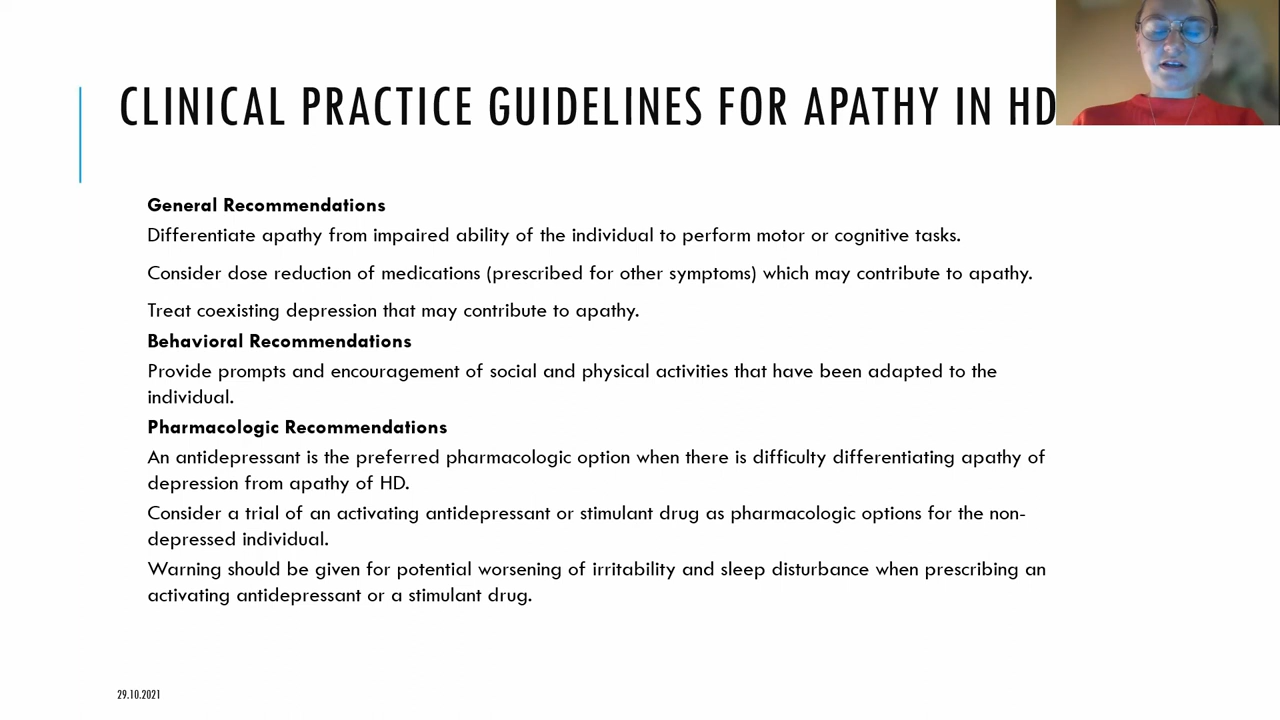 CLINICAL PRACTICE GUIDELINES FOR APATHY IN HD
General Recommendations
Differentiate apathy from impaired ability of the individual to perform motor or cognitive tasks.
Consider dose reduction of medications (prescribed for other symptoms) which may contribute to apathy.
Treat coexisting depression that may contribute to apathy.
Behavioral Recommendations
Provide prompts and encouragement of social and physical activities that have been adapted to the
individual.
Pharmacologic Recommendations
An antidepressant is the preferred pharmacologic option when there is difficulty differentiating apathy of
depression from apathy of HD.
Consider a trial of an activating antidepressant or stimulant drug as pharmacologic options for the non-
depressed individual.
Warning should be given for potential worsening of irritability and sleep disturbance when prescribing an
activating antidepressant or a stimulant drug.
29.10.2021